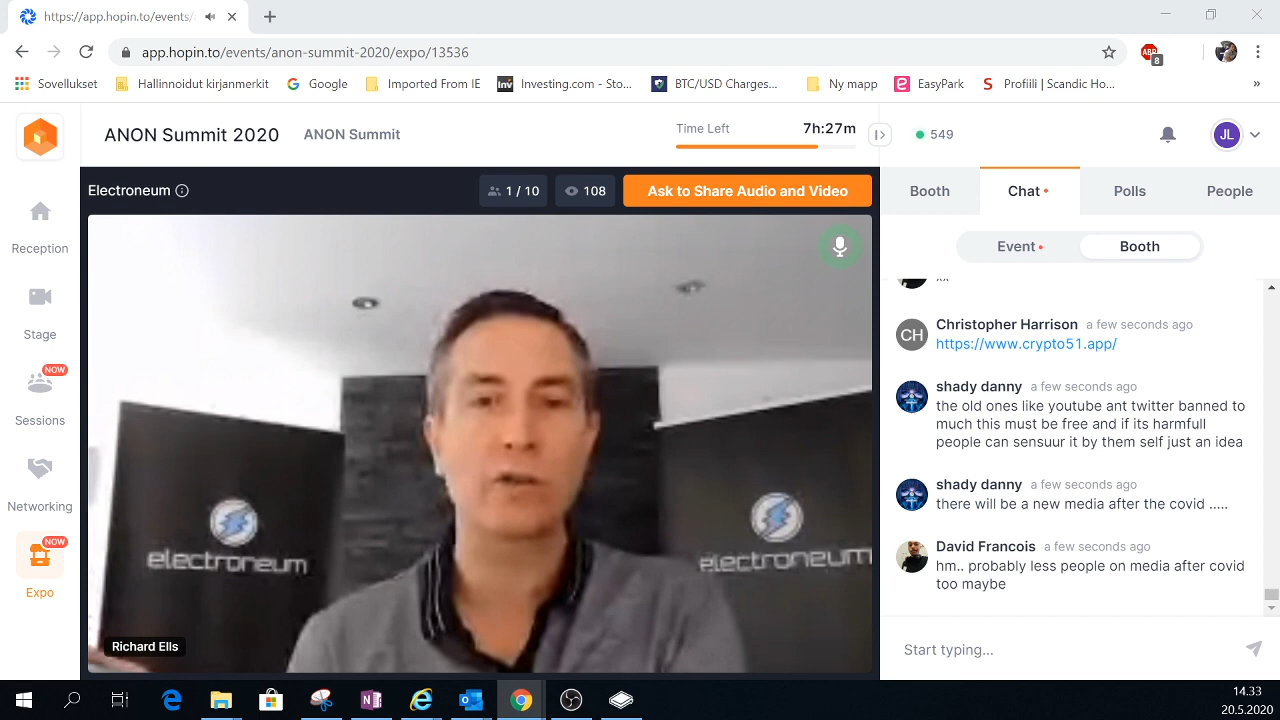 https://app.hopin.to/events/
app.hopin.to/events/anon-summit-2020/expo/13536
ABP
8
Sovellukset
Hallinnoidut kirjanmerkit
Google
Imported From IE
Inv
Investing.com - Sto...
BTC/USD Charges...
Ny mapp
EasyPark
S
Profiili | Scandic Ho...
»
ANON Summit 2020
ANON Summit
Time Left
7h:27m
549
JL
Electroneum
1 / 10
108
Ask to Share Audio and Video
Booth
Chat
Polls
People
Event
Booth
Reception
Stage
NOW
Sessions
Networking
NOW
Expo
electroneum
electroneum
Richard Ells
xx
CH
Christopher Harrison a few seconds ago
https://www.crypto51.app/
shady danny a few seconds ago
the old ones like youtube ant twitter banned to
much this must be free and if its harmfull
people can sensuur it by them self just an idea
shady danny a few seconds ago
there will be a new media after the covid .....
David Francois a few seconds ago
hm.. probably less people on media after covid
too maybe
Start typing...
14.33
20.5.2020